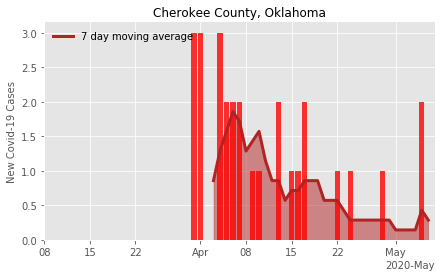 Cherokee County, Oklahoma
7 day moving average
New Covid-19 Cases
3.0
2.5
2.0
1.5
1.0
0.5
0.0
08 15 22 Apr 08 15 22 May
2020-May